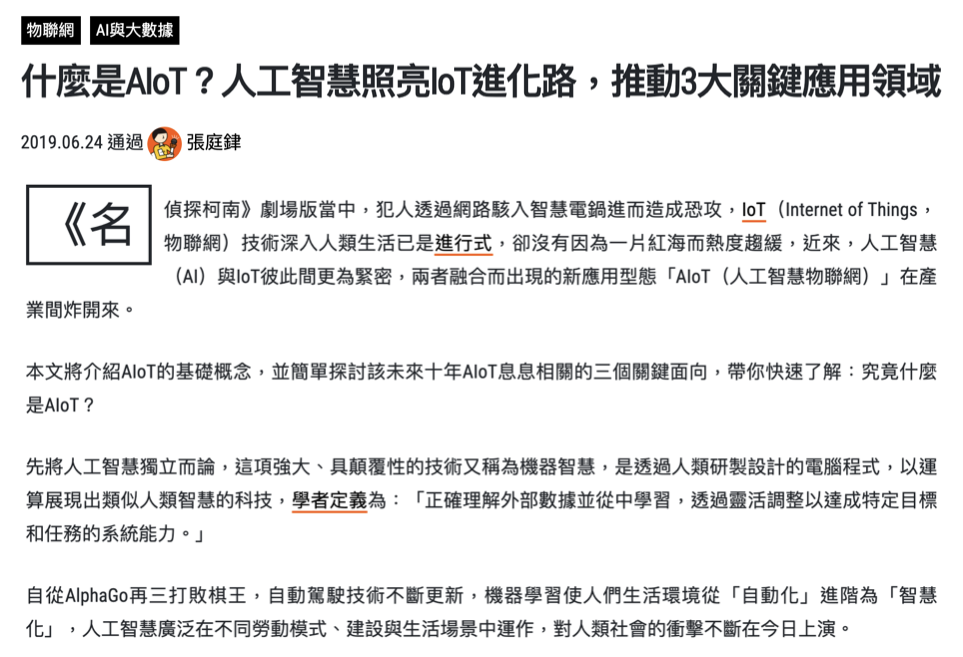 物聯網 AI與大數據
什麼是AIoT？人工智慧照亮IoT進化路，推動3大關鍵應用領域
2019.06.24 通過 張庭銉
《名
偵探柯南》劇場版當中，犯人透過網路駭入智慧電鍋進而造成恐攻，IoT（Internet of Things，
物聯網）技術深入人類生活已是進行式，卻沒有因為一片紅海而熱度趨緩，近來，人工智慧
（AI）與IoT彼此間更為緊密，兩者融合而出現的新應用型態「AIoT（人工智慧物聯網）」在產
業間炸開來。
本文將介紹AIoT的基礎概念，並簡單探討該未來十年AIoT息息相關的三個關鍵面向，帶你快速了解：究竟什麼
是AIoT？
先將人工智慧獨立而論，這項強大、具顛覆性的技術又稱為機器智慧，是透過人類研製設計的電腦程式，以運
算展現出類似人類智慧的科技，學者定義為：「正確理解外部數據並從中學習，透過靈活調整以達成特定目標
和任務的系統能力。」
自從AlphaGo再三打敗棋王，自動駕駛技術不斷更新，機器學習使人們生活環境從「自動化」進階為「智慧
化」，人工智慧廣泛在不同勞動模式、建設與生活場景中運作，對人類社會的衝擊不斷在今日上演。